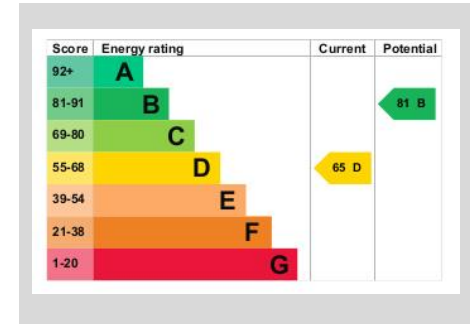 Score Energy rating Current Potential
92+ A
81-91 B 81 B
69-80 C
55-68 D 65 D
39-54 E
21-38 F
1-20 G